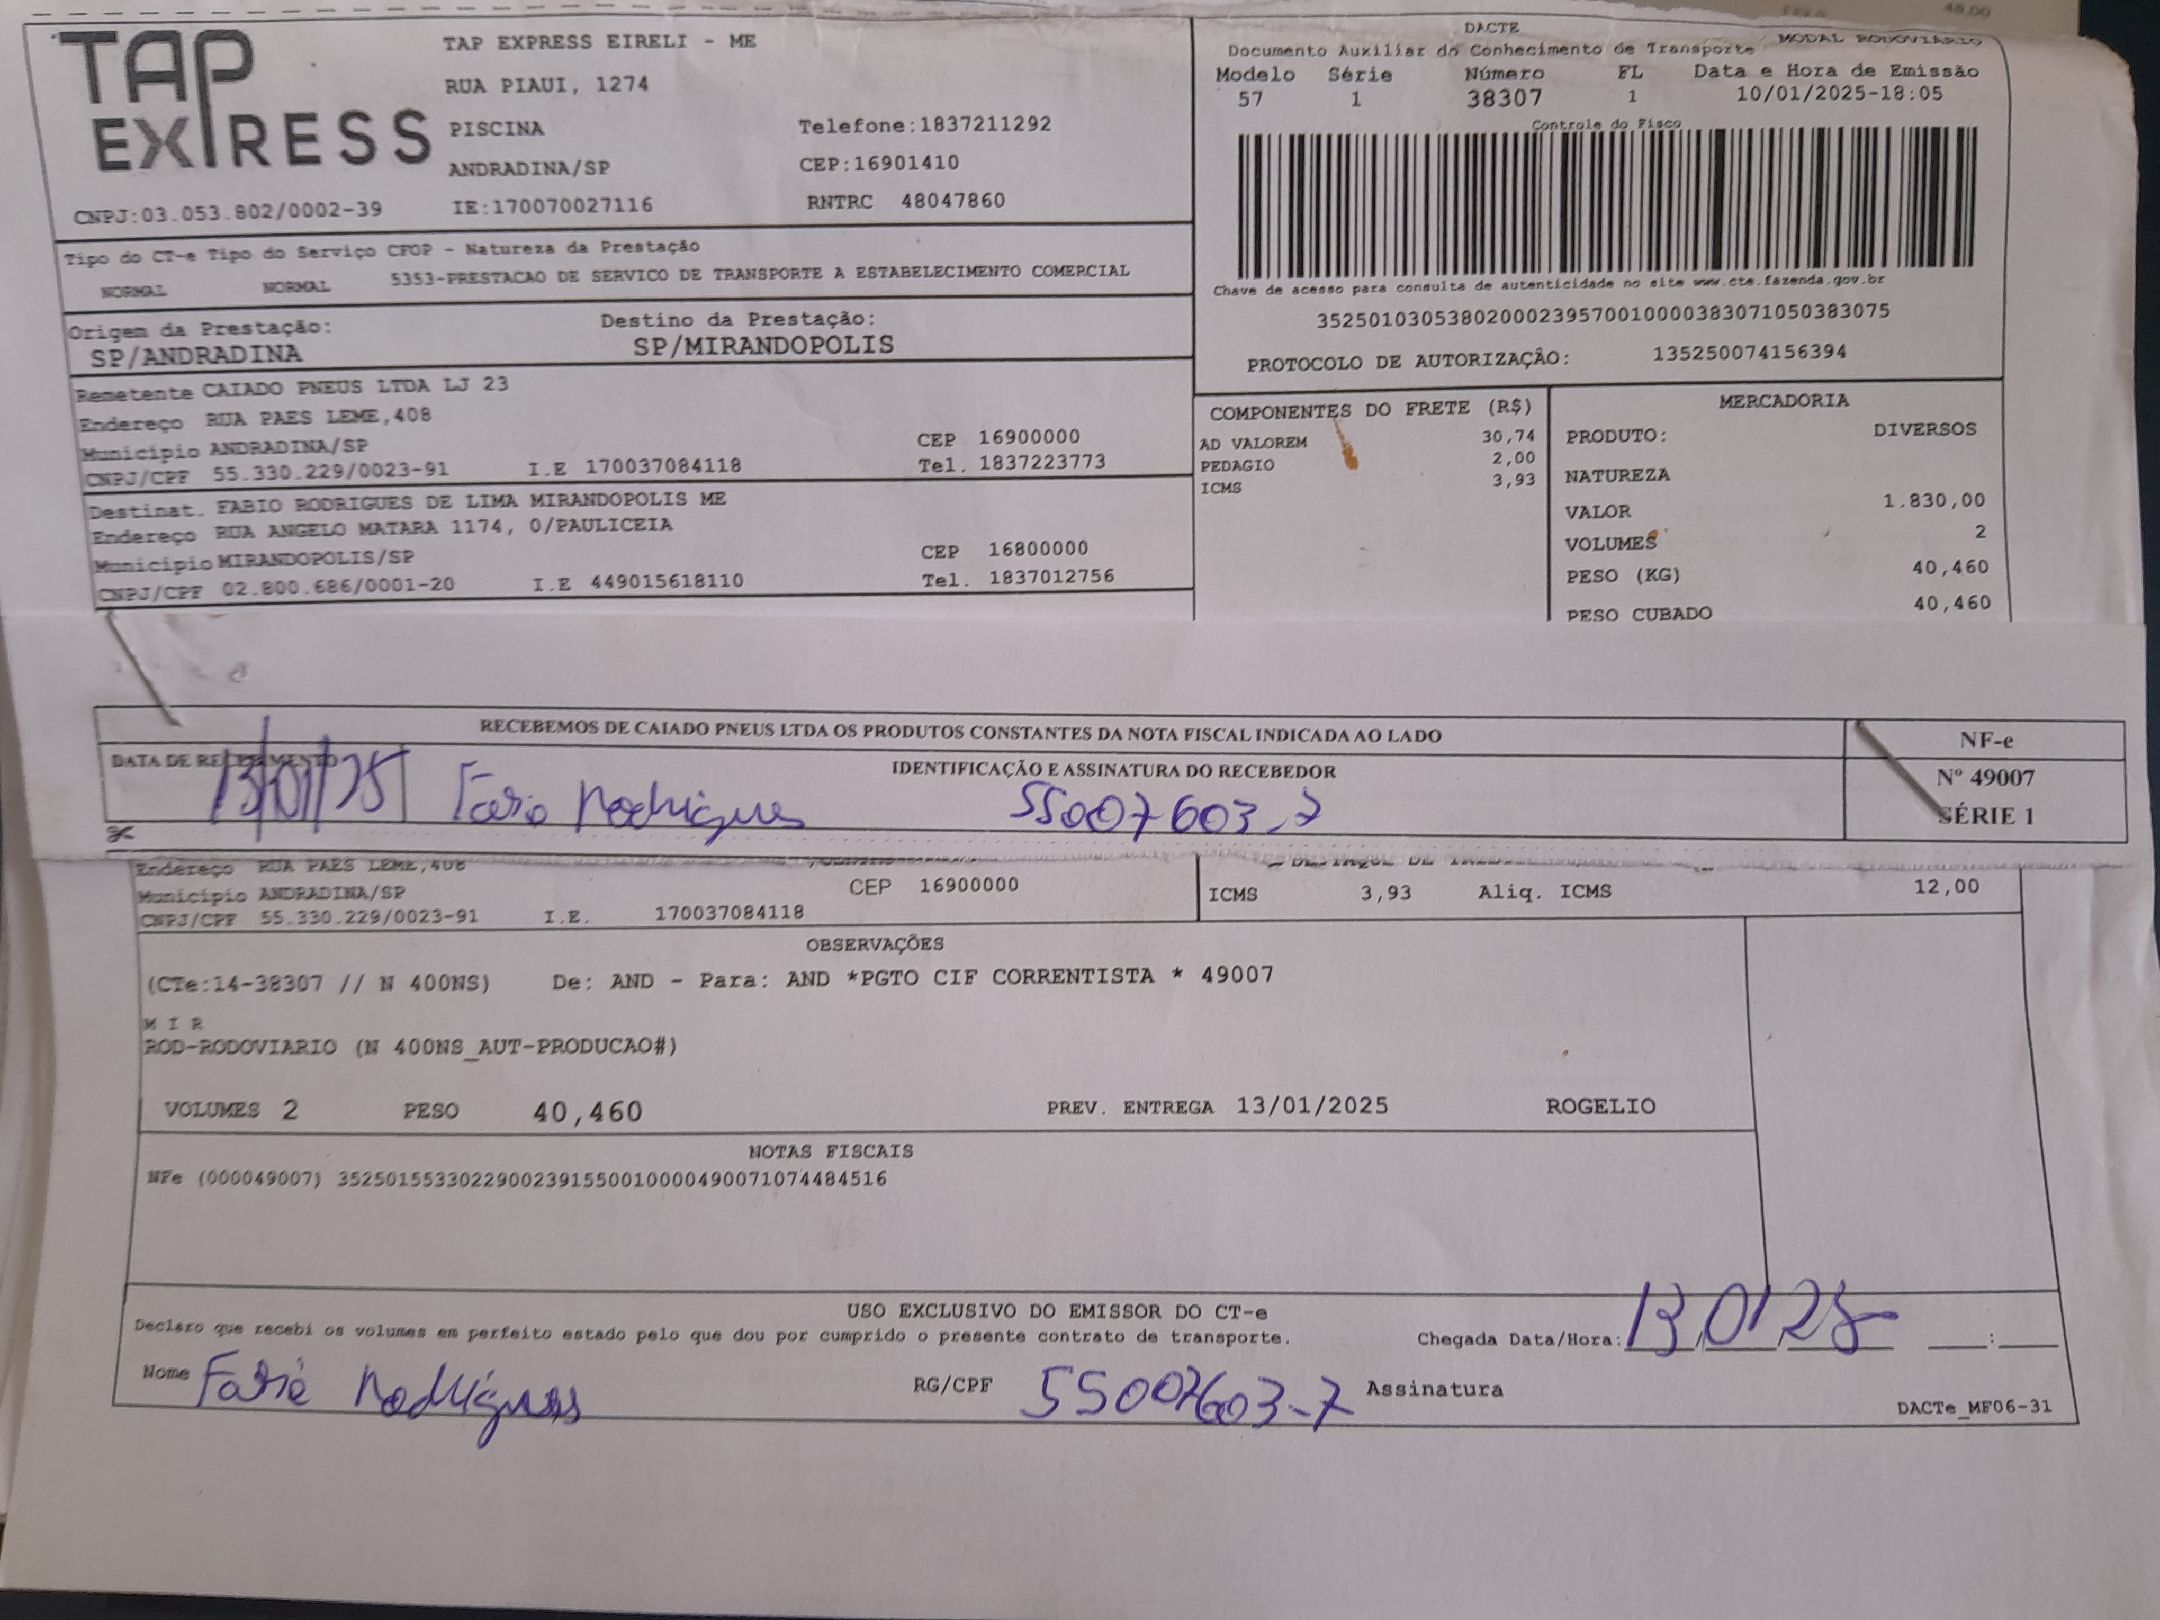 TAP EXPRESS
TAP EXPRESS EIRELI - ME
RUA PIAUI, 1274
PISCINA Telefone:1837211292
ANDRADINA/SP CEP:16901410
CNPJ:03.053.802/0002-39 IE:170070027116 RNTRC 48047860
DACTE
Documento Auxiliar do Conhecimento de Transporte MODAL RODOVIARIO
Modelo Série Número FL Data e Hora de Emissão
57 1 38307 1 10/01/2025-18:05
Controle do Fisco
Chave de acesso para consulta de autenticidade no site www.cte.fazenda.gov.br
35250103053802000239570010000383071050383075
PROTOCOLO DE AUTORIZAÇÃO: 135250074156394
Tipo do CT-e Tipo do Serviço CFOP - Natureza da Prestação
NORMAL NORMAL 5353-PRESTACAO DE SERVICO DE TRANSPORTE A ESTABELECIMENTO COMERCIAL
Origem da Prestação: Destino da Prestação:
SP/ANDRADINA SP/MIRANDOPOLIS
Remetente CAIADO PNEUS LTDA LJ 23
Endereço RUA PAES LEME,408
Município ANDRADINA/SP CEP 16900000
CNPJ/CPF 55.330.229/0023-91 I.E 170037084118 Tel. 1837223773
Destinat. FABIO RODRIGUES DE LIMA MIRANDOPOLIS ME
Endereço RUA ANGELO MATARA 1174, 0/PAULICEIA
Município MIRANDOPOLIS/SP CEP 16800000
CNPJ/CPF 02.800.686/0001-20 I.E 449015618110 Tel. 1837012756
COMPONENTES DO FRETE (R$)
AD VALOREM 30,74
PEDAGIO 2,00
ICMS 3,93
MERCADORIA
PRODUTO: DIVERSOS
NATUREZA
VALOR 1.830,00
VOLUMES 2
PESO (KG) 40,460
PESO CUBADO 40,460
RECEBEMOS DE CAIADO PNEUS LTDA OS PRODUTOS CONSTANTES DA NOTA FISCAL INDICADA AO LADO
DATA DE RECEBIMENTO IDENTIFICAÇÃO E ASSINATURA DO RECEBEDOR
13/01/25 Fabio Rodrigues 55007603-7
NF-e
Nº 49007
SÉRIE 1
Endereço RUA PAES LEME,408
Município ANDRADINA/SP CEP 16900000
CNPJ/CPF 55.330.229/0023-91 I.E. 170037084118
ICMS 3,93 Aliq. ICMS 12,00
OBSERVAÇÕES
(CTe:14-38307 // N 400NS) De: AND - Para: AND *PGTO CIF CORRENTISTA * 49007
M I R
ROD-RODOVIARIO (N 400NS_AUT-PRODUCAO#)
VOLUMES 2 PESO 40,460 PREV. ENTREGA 13/01/2025 ROGELIO
NOTAS FISCAIS
NFe (000049007) 35250155330229002391550010000490071074484516
USO EXCLUSIVO DO EMISSOR DO CT-e
Declaro que recebi os volumes em perfeito estado pelo que dou por cumprido o presente contrato de transporte. Chegada Data/Hora: 13/01/25 :
Nome Fabio Rodrigues RG/CPF 55007603-7 Assinatura
DACTe_MF06-31